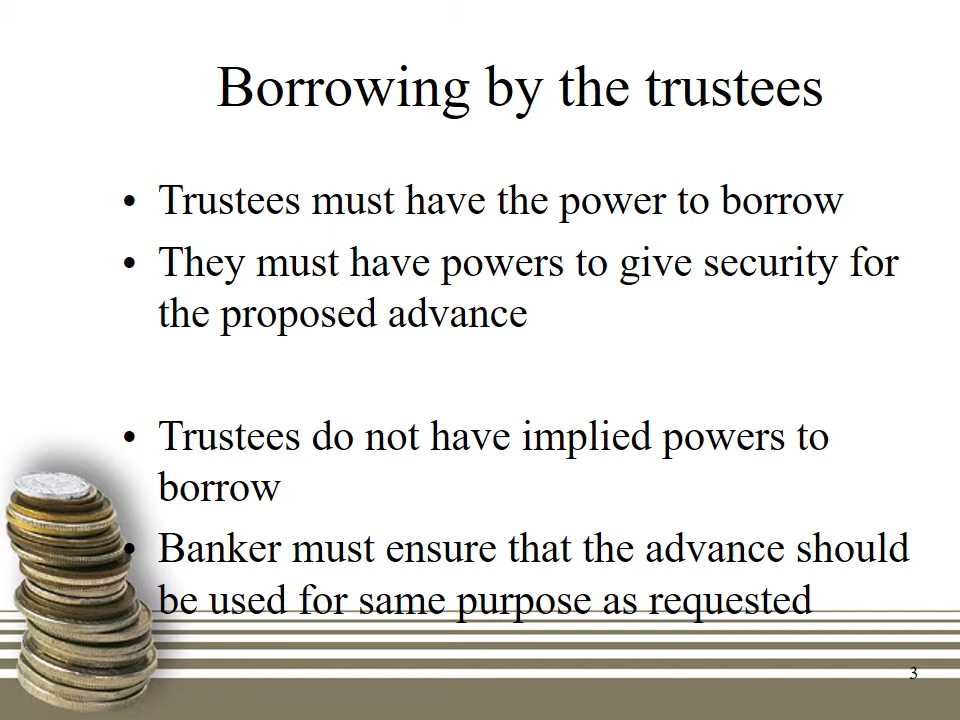 Borrowing by the trustees
• Trustees must have the power to borrow
• They must have powers to give security for
the proposed advance
• Trustees do not have implied powers to
borrow
• Banker must ensure that the advance should
be used for same purpose as requested
3